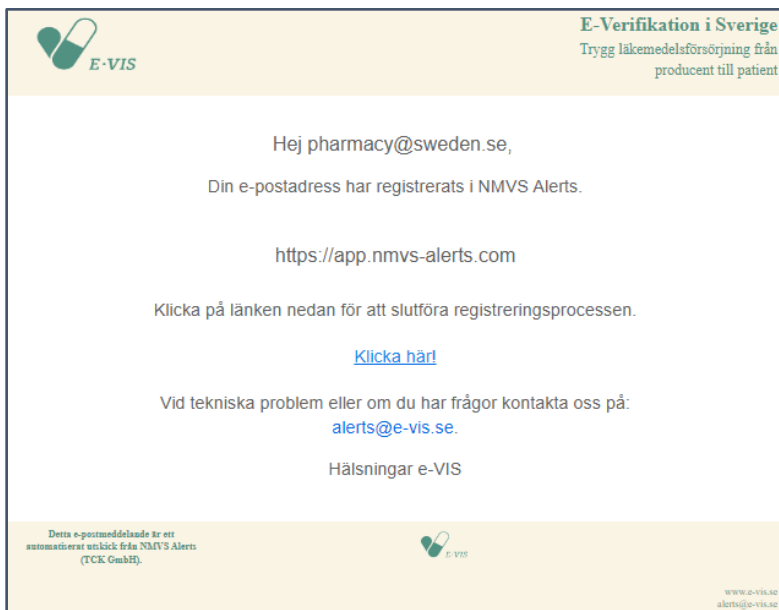 E-VIS
E-Verifikation i Sverige
Trygg läkemedelsförsörjning från
producent till patient
Hej pharmacy@sweden.se,
Din e-postadress har registrerats i NMVS Alerts.
https://app.nmvs-alerts.com
Klicka på länken nedan för att slutföra registreringsprocessen.
Klicka här!
Vid tekniska problem eller om du har frågor kontakta oss på:
alerts@e-vis.se.
Hälsningar e-VIS
Detta e-postmeddelande är ett
automatiserat utskick från NMVS Alerts
(TCK GmbH).
E-VIS
www.e-vis.se
alerts@e-vis.se